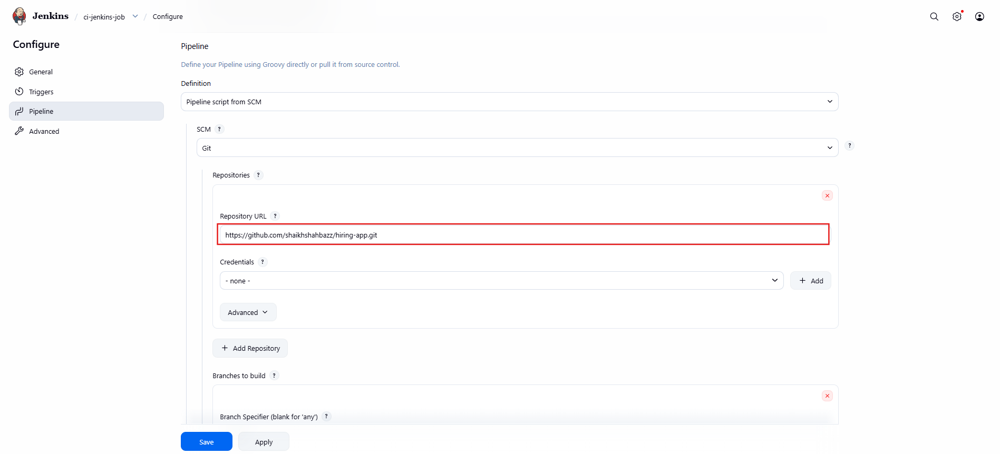 Jenkins / ci-jenkins-job / Configure
Configure
General
Triggers
Pipeline
Advanced
Pipeline
Define your Pipeline using Groovy directly or pull it from source control.
Definition
Pipeline script from SCM
SCM ?
Git
?
Repositories ?
Repository URL ?
https://github.com/shaikhshahbazz/hiring-app.git
Credentials ?
- none -
+ Add
Advanced
+ Add Repository
Branches to build ?
Branch Specifier (blank for 'any') ?
Save
Apply